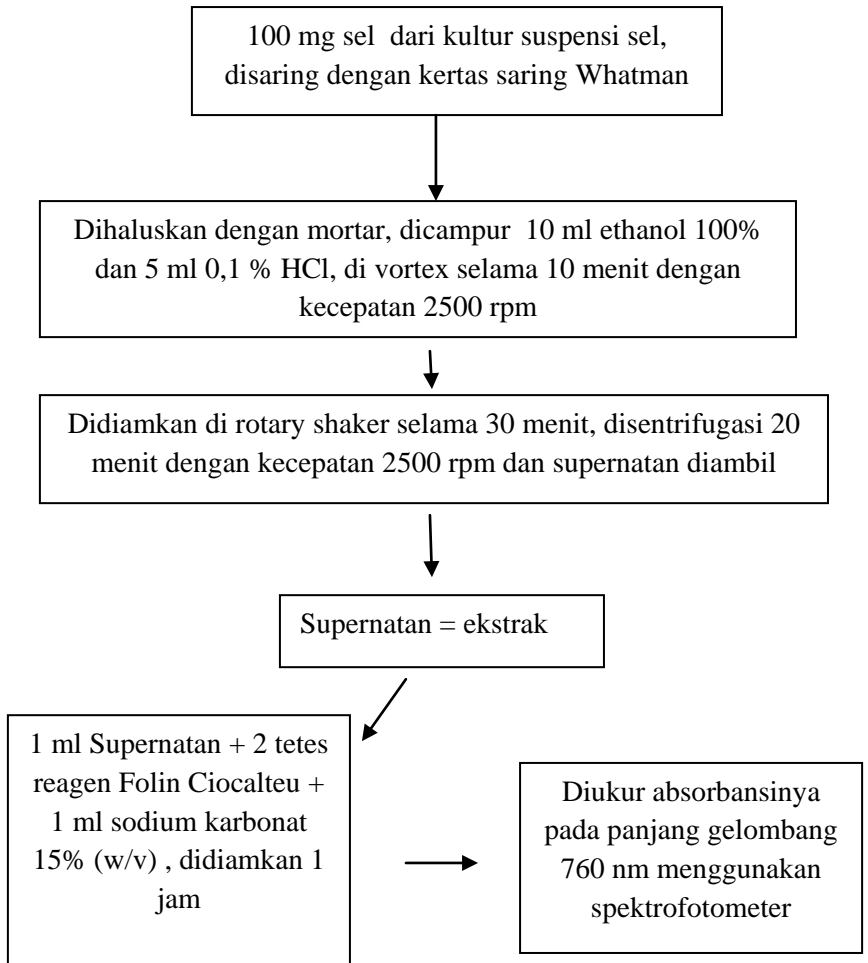 100 mg sel dari kultur suspensi sel,
disaring dengan kertas saring Whatman
Dihaluskan dengan mortar, dicampur 10 ml ethanol 100%
dan 5 ml 0,1 % HCl, di vortex selama 10 menit dengan
kecepatan 2500 rpm
Didiamkan di rotary shaker selama 30 menit, disentrifugasi 20
menit dengan kecepatan 2500 rpm dan supernatan diambil
Supernatan = ekstrak
1 ml Supernatan + 2 tetes
reagen Folin Ciocalteu +
1 ml sodium karbonat
15% (w/v) , didiamkan 1
jam
Diukur absorbansinya
pada panjang gelombang
760 nm menggunakan
spektrofotometer